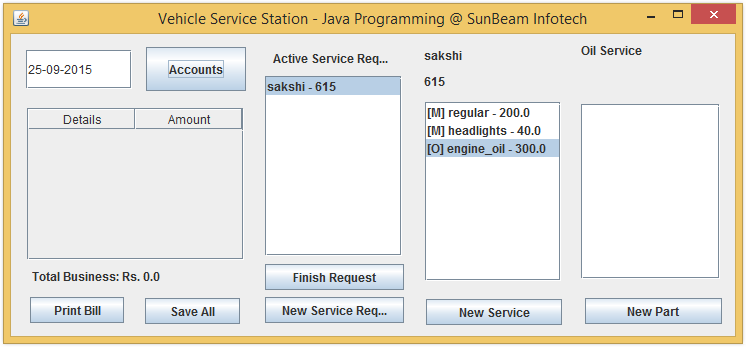 Vehicle Service Station - Java Programming @ SunBeam Infotech
25-09-2015
Accounts
Details
Amount
Total Business: Rs. 0.0
Print Bill
Save All
Active Service Req...
sakshi - 615
Finish Request
New Service Req...
sakshi
615
[M] regular - 200.0
[M] headlights - 40.0
[O] engine_oil - 300.0
New Service
Oil Service
New Part